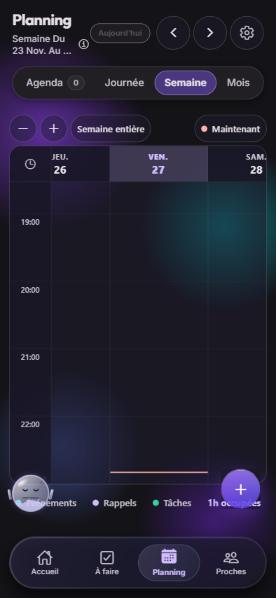 Planning
Semaine Du
23 Nov. Au ...
Aujourd'hui
Agenda 0 Journée Semaine Mois
Semaine entière
Maintenant
JEU. VEN. SAM.
26 27 28
19:00
20:00
21:00
22:00
Rappels Tâches 1h occupées
Accueil À faire Planning Proches